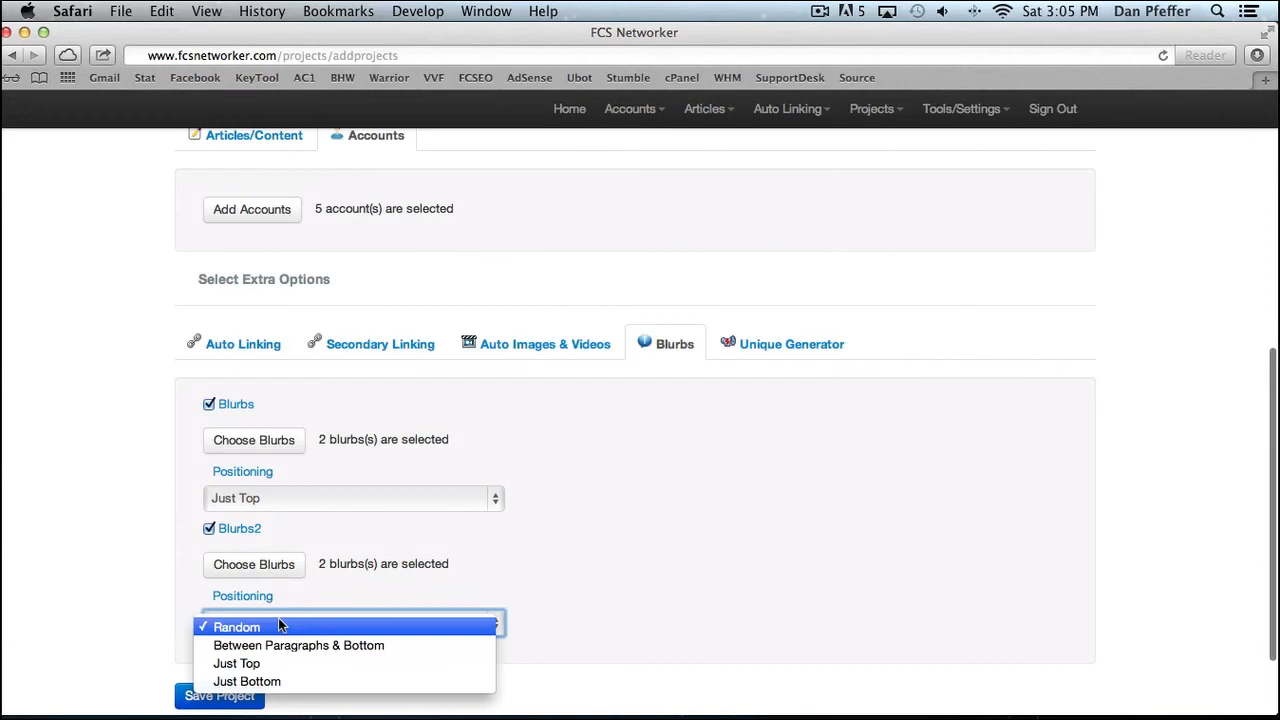 Safari File Edit View History Bookmarks Develop Window Help 5 Sat 3:05 PM Dan Pfeffer
FCS Networker
www.fcsnetworker.com/projects/addprojects Reader
Gmail Stat Facebook KeyTool AC1 BHW Warrior VVF FCSEO AdSense Ubot Stumble cPanel WHM SupportDesk Source
Home Accounts Articles Auto Linking Projects Tools/Settings Sign Out
Articles/Content Accounts
Add Accounts 5 account(s) are selected
Select Extra Options
Auto Linking Secondary Linking Auto Images & Videos Blurbs Unique Generator
Blurbs
Choose Blurbs 2 blurbs(s) are selected
Positioning
Just Top
Blurbs2
Choose Blurbs 2 blurbs(s) are selected
Positioning
Random
Between Paragraphs & Bottom
Just Top
Just Bottom
Save Project